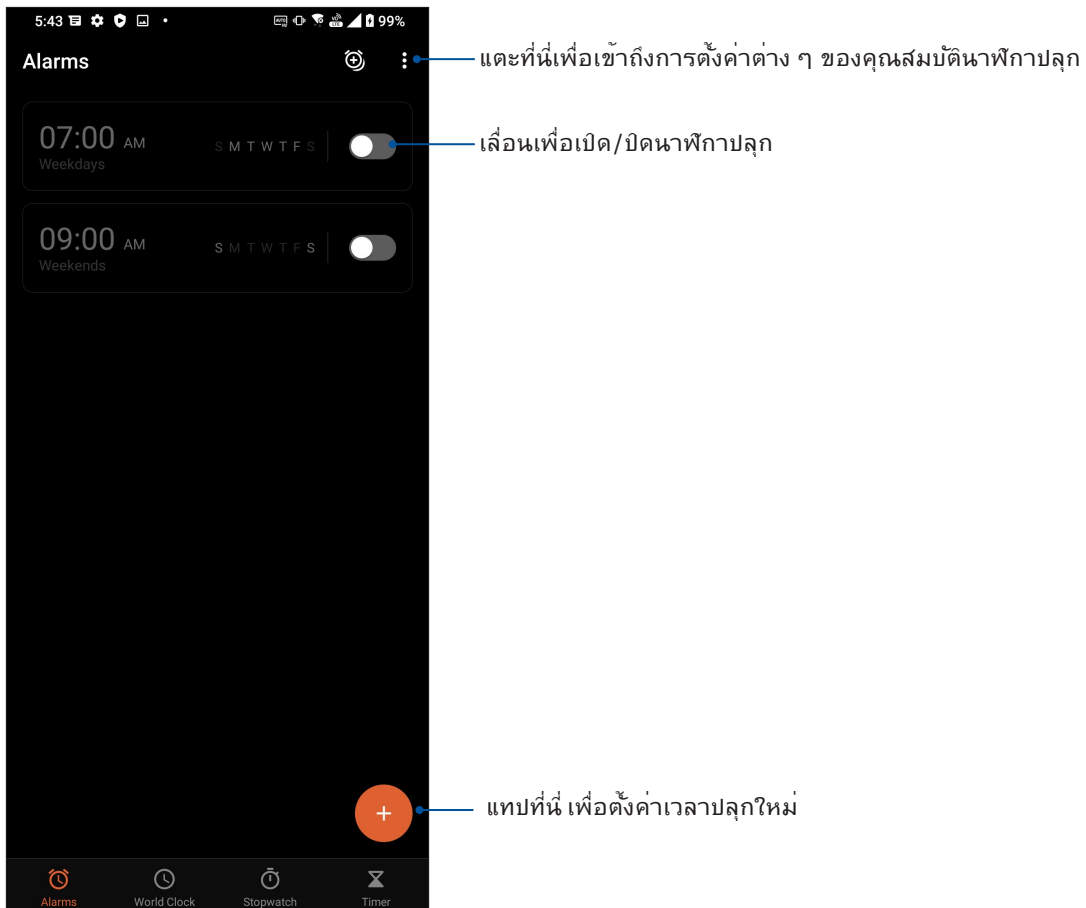 5:43 99%
Alarms
แตะที่นี่เพื่อเข้าถึงการตั้งค่าต่าง ๆ ของคุณสมบัตินาฬิกาปลุก
07:00 AM S M T W T F S
Weekdays
เลื่อนเพื่อเปิด/ปิดนาฬิกาปลุก
09:00 AM S M T W T F S
Weekends
แทปที่นี่ เพื่อตั้งค่าเวลาปลุกใหม่
Alarms World Clock Stopwatch Timer